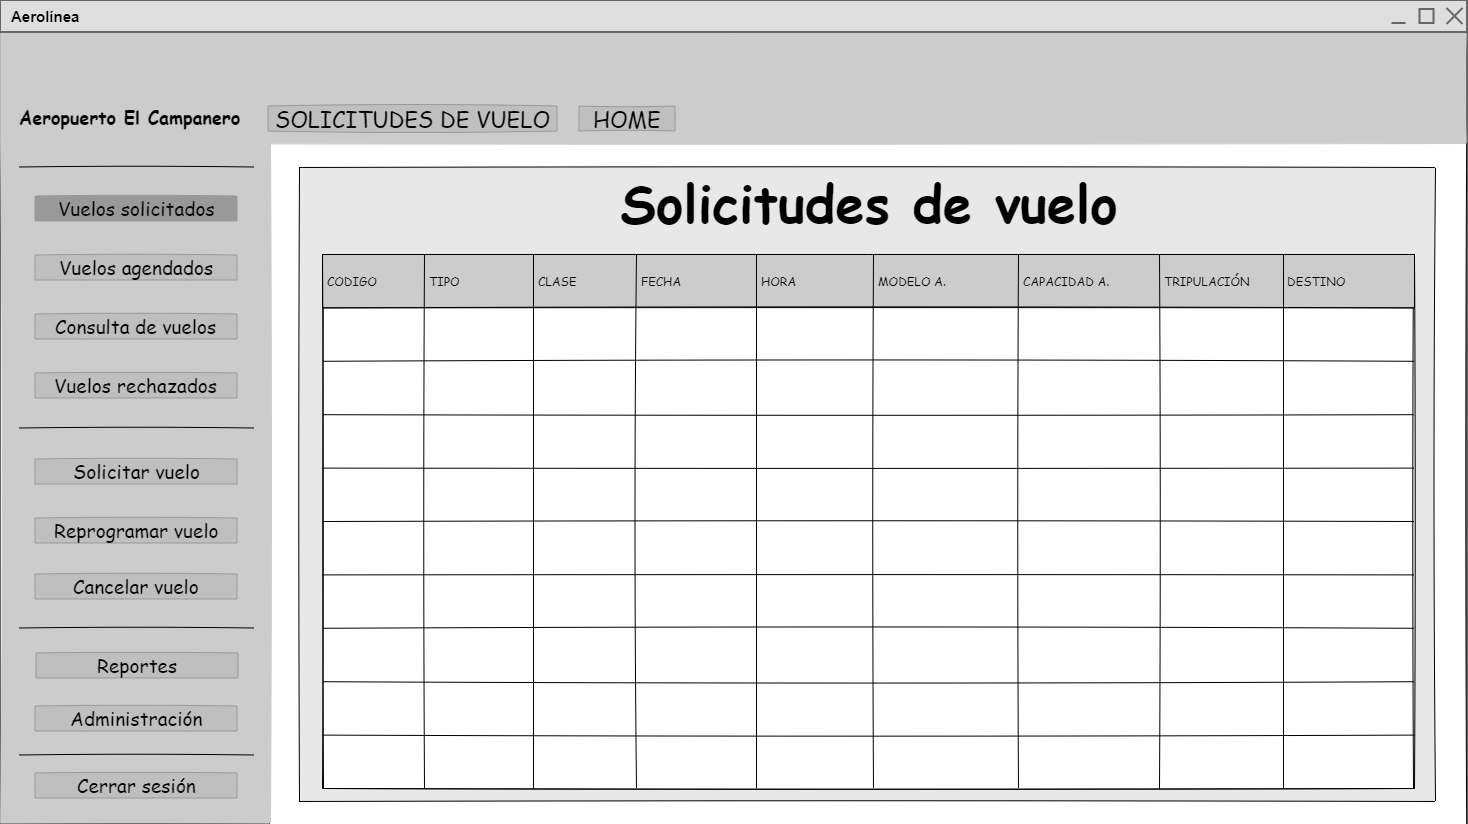 Aerolínea
Aeropuerto El Campanero
SOLICITUDES DE VUELO
HOME
Vuelos solicitados
Vuelos agendados
Consulta de vuelos
Vuelos rechazados
Solicitar vuelo
Reprogramar vuelo
Cancelar vuelo
Reportes
Administración
Cerrar sesión
Solicitudes de vuelo
CODIGO TIPO CLASE FECHA HORA MODELO A. CAPACIDAD A. TRIPULACIÓN DESTINO